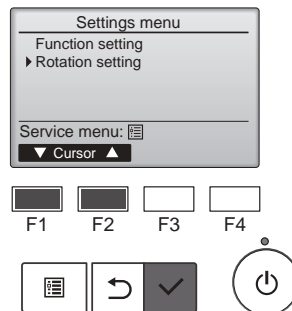 Settings menu
Function setting
Rotation setting
Service menu:
▼ Cursor ▲
F1 F2 F3 F4